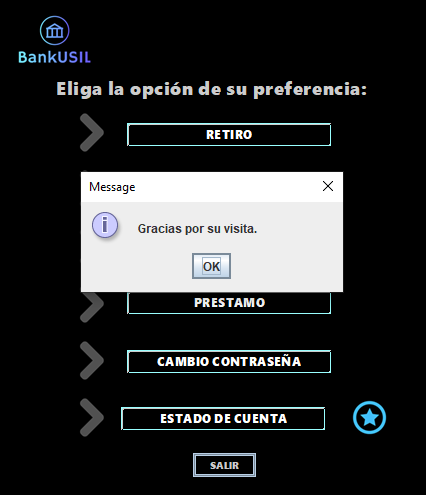 BankUSIL
Eliga la opción de su preferencia:
RETIRO
Message
Gracias por su visita.
OK
PRESTAMO
CAMBIO CONTRASEÑA
ESTADO DE CUENTA
SALIR